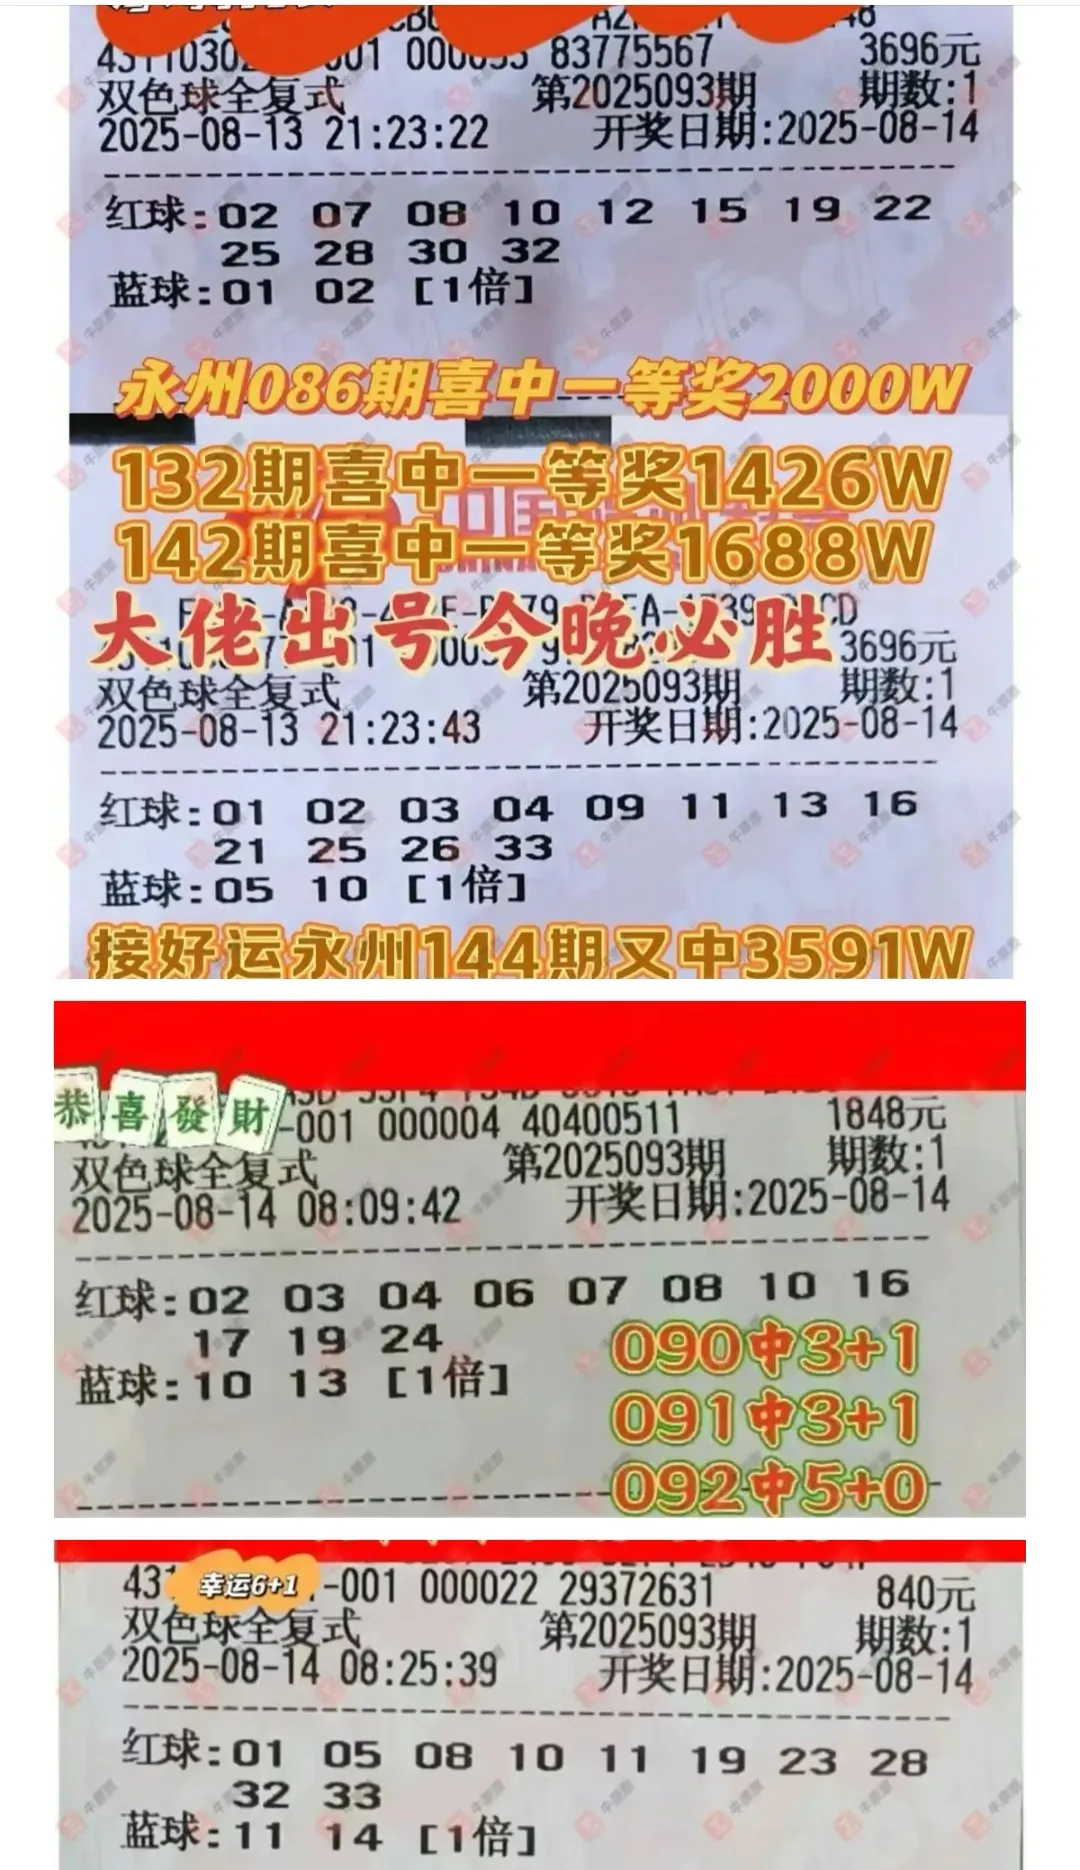 3696元
83775567
双色球全复式 第2025093期 期数:1
2025-08-13 21:23:22 开奖日期:2025-08-14
红球:02 07 08 10 12 15 19 22
25 28 30 32
蓝球:01 02 [1倍]
永州086期喜中一等奖2000W
132期喜中一等奖1426W
142期喜中一等奖1688W
大佬出号今晚必胜
3696元
双色球全复式 第2025093期 期数:1
2025-08-13 21:23:43 开奖日期:2025-08-14
红球:01 02 03 04 09 11 13 16
21 25 26 33
蓝球:05 10 [1倍]
接好运永州144期又中3591W
恭喜發財
-001 000004 40400511 1848元
双色球全复式 第2025093期 期数:1
2025-08-14 08:09:42 开奖日期:2025-08-14
红球:02 03 04 06 07 08 10 16
17 19 24
蓝球:10 13 [1倍]
090中3+1
091中3+1
092中5+0
幸运6+1
-001 000022 29372631 840元
双色球全复式 第2025093期 期数:1
2025-08-14 08:25:39 开奖日期:2025-08-14
红球:01 05 08 10 11 19 23 28
32 33
蓝球:11 14 [1倍]